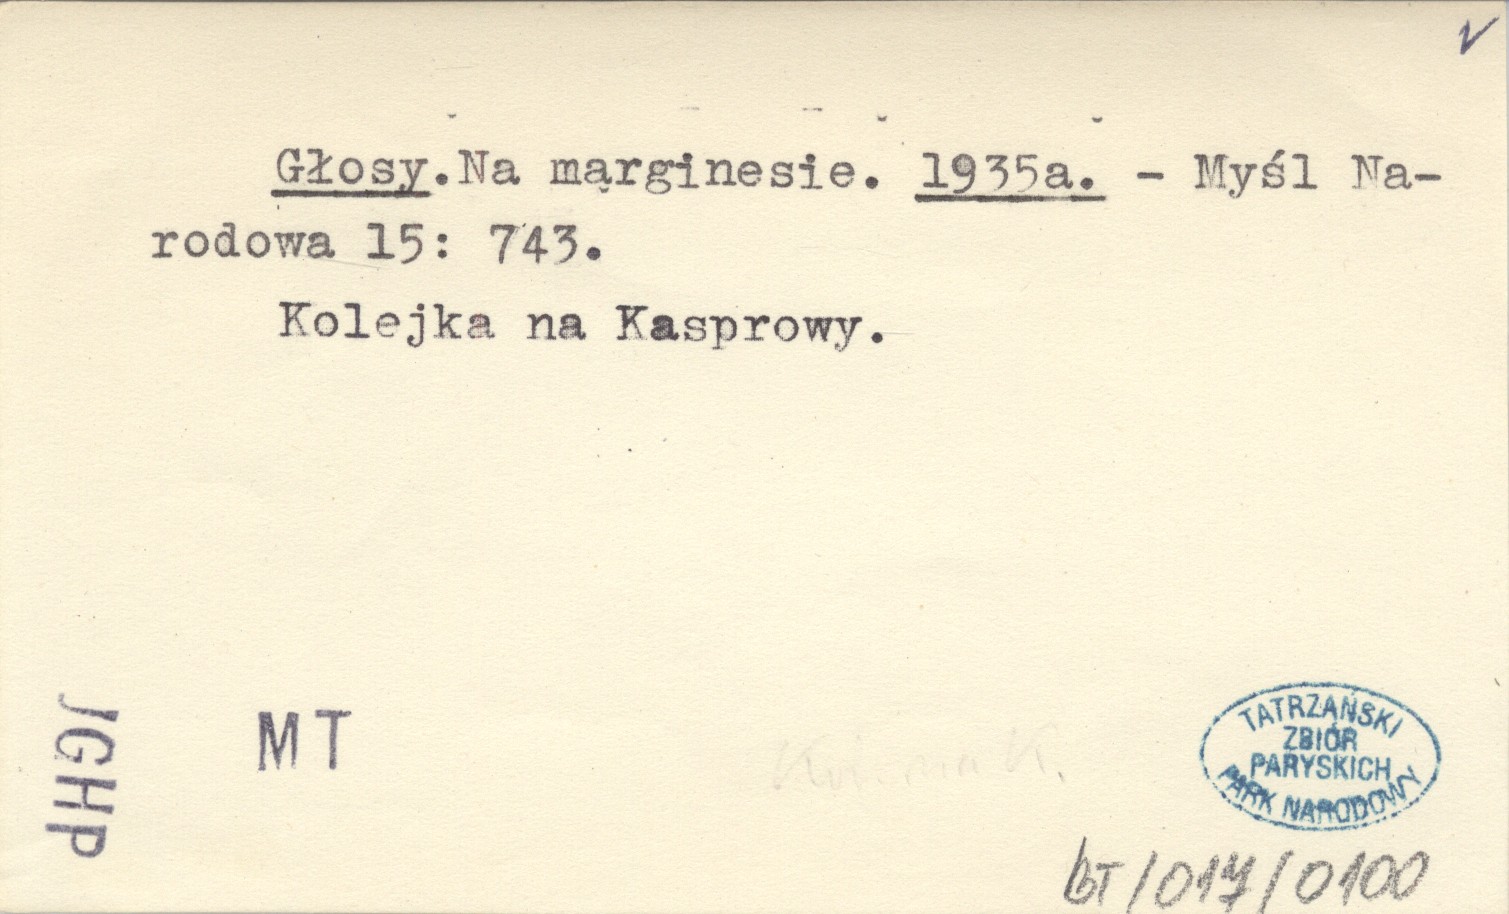 Głosy.Na marginesie. 1935a. - Myśl Na-
rodowa 15: 743.
Kolejka na Kasprowy.
JGHP
MT
TATRZAŃSKI
ZBIÓR
PARYSKICH
PARK NARODOWY
bT/017/0100